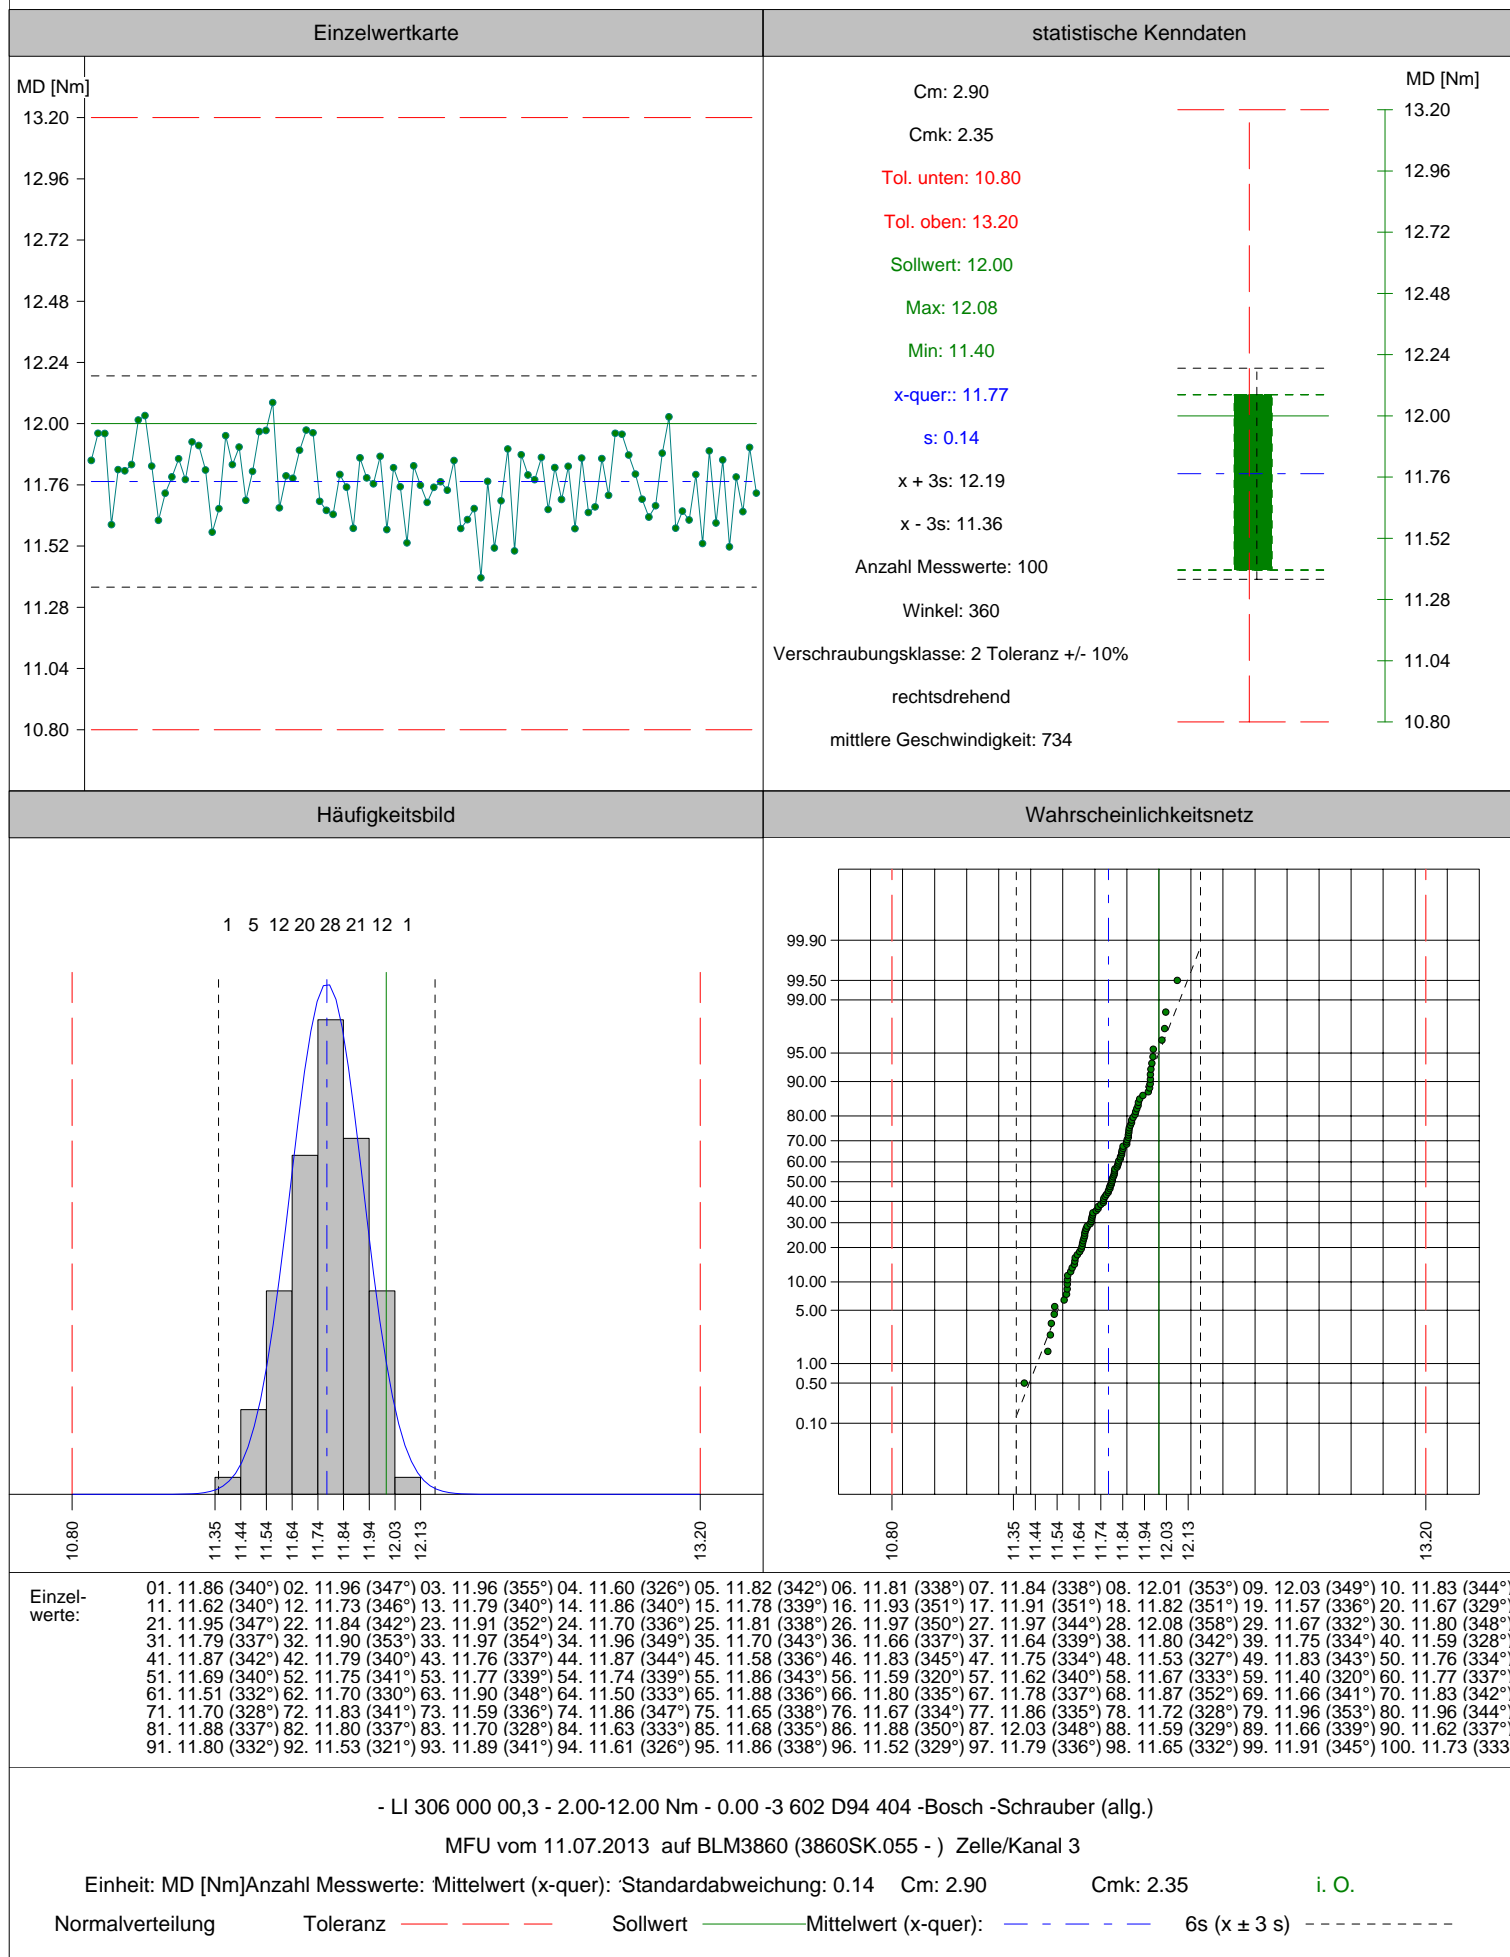 Einzelwertkarte
statistische Kenndaten
MD [Nm]
13.20
12.96
12.72
12.48
12.24
12.00
11.76
11.52
11.28
11.04
10.80
Cm: 2.90
Cmk: 2.35
Tol. unten: 10.80
Tol. oben: 13.20
Sollwert: 12.00
Max: 12.08
Min: 11.40
x-quer:: 11.77
s: 0.14
x + 3s: 12.19
x - 3s: 11.36
Anzahl Messwerte: 100
Winkel: 360
Verschraubungsklasse: 2 Toleranz +/- 10%
rechtsdrehend
mittlere Geschwindigkeit: 734
MD [Nm]
13.20
12.96
12.72
12.48
12.24
12.00
11.76
11.52
11.28
11.04
10.80
Häufigkeitsbild
Wahrscheinlichkeitsnetz
1 5 12 20 28 21 12 1
10.80 11.35 11.44 11.54 11.64 11.74 11.84 11.94 12.03 12.13 13.20
99.90
99.50
99.00
95.00
90.00
80.00
70.00
60.00
50.00
40.00
30.00
20.00
10.00
5.00
1.00
0.50
0.10
10.80 11.35 11.44 11.54 11.64 11.74 11.84 11.94 12.03 12.13 13.20
Einzel-
werte:
01. 11.86 (340°) 02. 11.96 (347°) 03. 11.96 (355°) 04. 11.60 (326°) 05. 11.82 (342°) 06. 11.81 (338°) 07. 11.84 (338°) 08. 12.01 (353°) 09. 12.03 (349°) 10. 11.83 (344°)
11. 11.62 (340°) 12. 11.73 (346°) 13. 11.79 (340°) 14. 11.86 (340°) 15. 11.78 (339°) 16. 11.93 (351°) 17. 11.91 (351°) 18. 11.82 (351°) 19. 11.57 (336°) 20. 11.67 (329°)
21. 11.95 (347°) 22. 11.84 (342°) 23. 11.91 (352°) 24. 11.70 (336°) 25. 11.81 (338°) 26. 11.97 (350°) 27. 11.97 (344°) 28. 12.08 (358°) 29. 11.67 (332°) 30. 11.80 (348°)
31. 11.79 (337°) 32. 11.90 (353°) 33. 11.97 (354°) 34. 11.96 (349°) 35. 11.70 (343°) 36. 11.66 (337°) 37. 11.64 (339°) 38. 11.80 (342°) 39. 11.75 (334°) 40. 11.59 (328°)
41. 11.87 (342°) 42. 11.79 (340°) 43. 11.76 (337°) 44. 11.87 (344°) 45. 11.58 (336°) 46. 11.83 (345°) 47. 11.75 (334°) 48. 11.53 (327°) 49. 11.83 (343°) 50. 11.76 (334°)
51. 11.69 (340°) 52. 11.75 (341°) 53. 11.77 (339°) 54. 11.74 (339°) 55. 11.86 (343°) 56. 11.59 (320°) 57. 11.62 (340°) 58. 11.67 (333°) 59. 11.40 (320°) 60. 11.77 (337°)
61. 11.51 (332°) 62. 11.70 (330°) 63. 11.90 (348°) 64. 11.50 (333°) 65. 11.88 (336°) 66. 11.80 (335°) 67. 11.78 (337°) 68. 11.87 (352°) 69. 11.66 (341°) 70. 11.83 (342°)
71. 11.70 (328°) 72. 11.83 (341°) 73. 11.59 (336°) 74. 11.86 (347°) 75. 11.65 (338°) 76. 11.67 (334°) 77. 11.86 (335°) 78. 11.72 (328°) 79. 11.96 (353°) 80. 11.96 (344°)
81. 11.88 (337°) 82. 11.80 (337°) 83. 11.70 (328°) 84. 11.63 (333°) 85. 11.68 (335°) 86. 11.88 (350°) 87. 12.03 (348°) 88. 11.59 (329°) 89. 11.66 (339°) 90. 11.62 (337°)
91. 11.80 (332°) 92. 11.53 (321°) 93. 11.89 (341°) 94. 11.61 (326°) 95. 11.86 (338°) 96. 11.52 (329°) 97. 11.79 (336°) 98. 11.65 (332°) 99. 11.91 (345°) 100. 11.73 (333
- LI 306 000 00,3 - 2.00-12.00 Nm - 0.00 -3 602 D94 404 -Bosch -Schrauber (allg.)
MFU vom 11.07.2013 auf BLM3860 (3860SK.055 - ) Zelle/Kanal 3
Einheit: MD [Nm]Anzahl Messwerte: Mittelwert (x-quer): Standardabweichung: 0.14 Cm: 2.90 Cmk: 2.35 i. O.
Normalverteilung Toleranz Sollwert Mittelwert (x-quer): 6s (x ± 3 s)